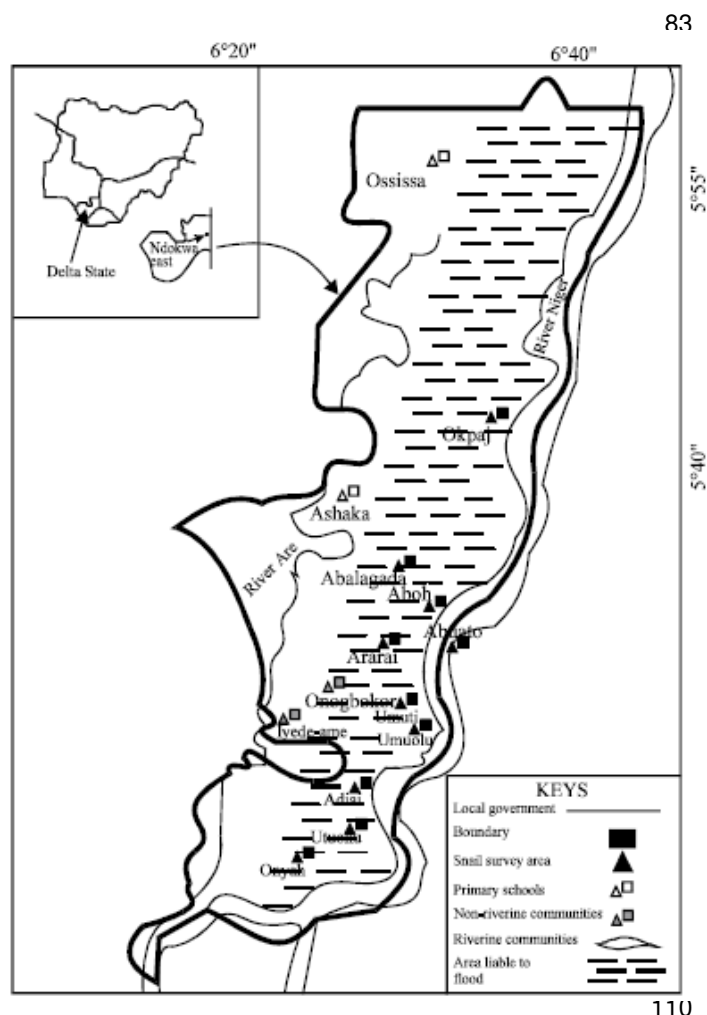 83
6°20" 6°40"
5°55"
Ossissa
Ndokwa
east
Delta State
River Niger
Okpaj
5°40"
Ashaka
River Are
Abalagada
Aboh
Abuato
Ararai
Onogbokor
Umuti
Umuolu
Iyede-ame
Adiai
Utuoku
Onyah
KEYS
Local government
Boundary
Snail survey area
Primary schools
Non-riverine communities
Riverine communities
Area liable to
flood
110